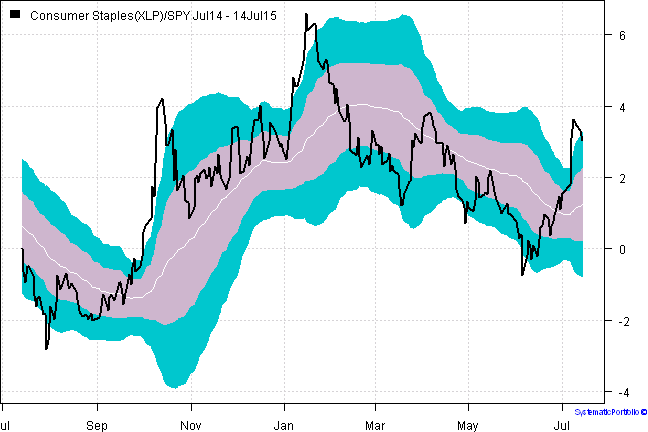 Consumer Staples(XLP)/SPY Jul14 - 14Jul15
6
4
2
0
-2
-4
ul Sep Nov Jan Mar May Jul
SystematicPortfolio ©